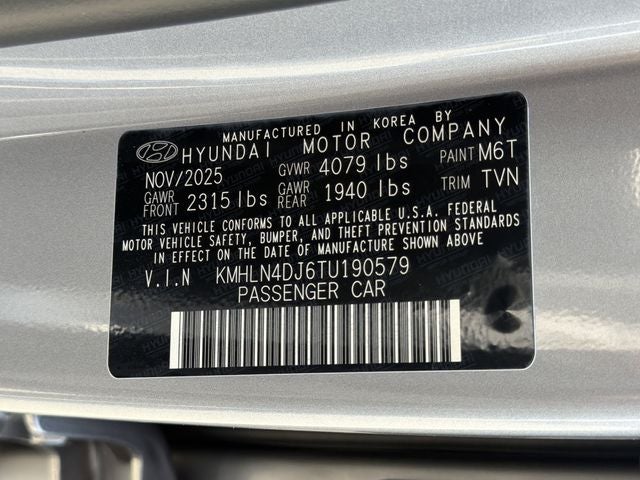 MANUFACTURED IN KOREA BY
HYUNDAI MOTOR COMPANY
NOV/2025 GVWR 4079 lbs PAINT M6T
GAWR FRONT 2315 lbs GAWR REAR 1940 lbs TRIM TVN
THIS VEHICLE CONFORMS TO ALL APPLICABLE U.S.A. FEDERAL
MOTOR VEHICLE SAFETY, BUMPER, AND THEFT PREVENTION STANDARDS
IN EFFECT ON THE DATE OF MANUFACTURE SHOWN ABOVE.
V.I.N KMHLN4DJ6TU190579
PASSENGER CAR